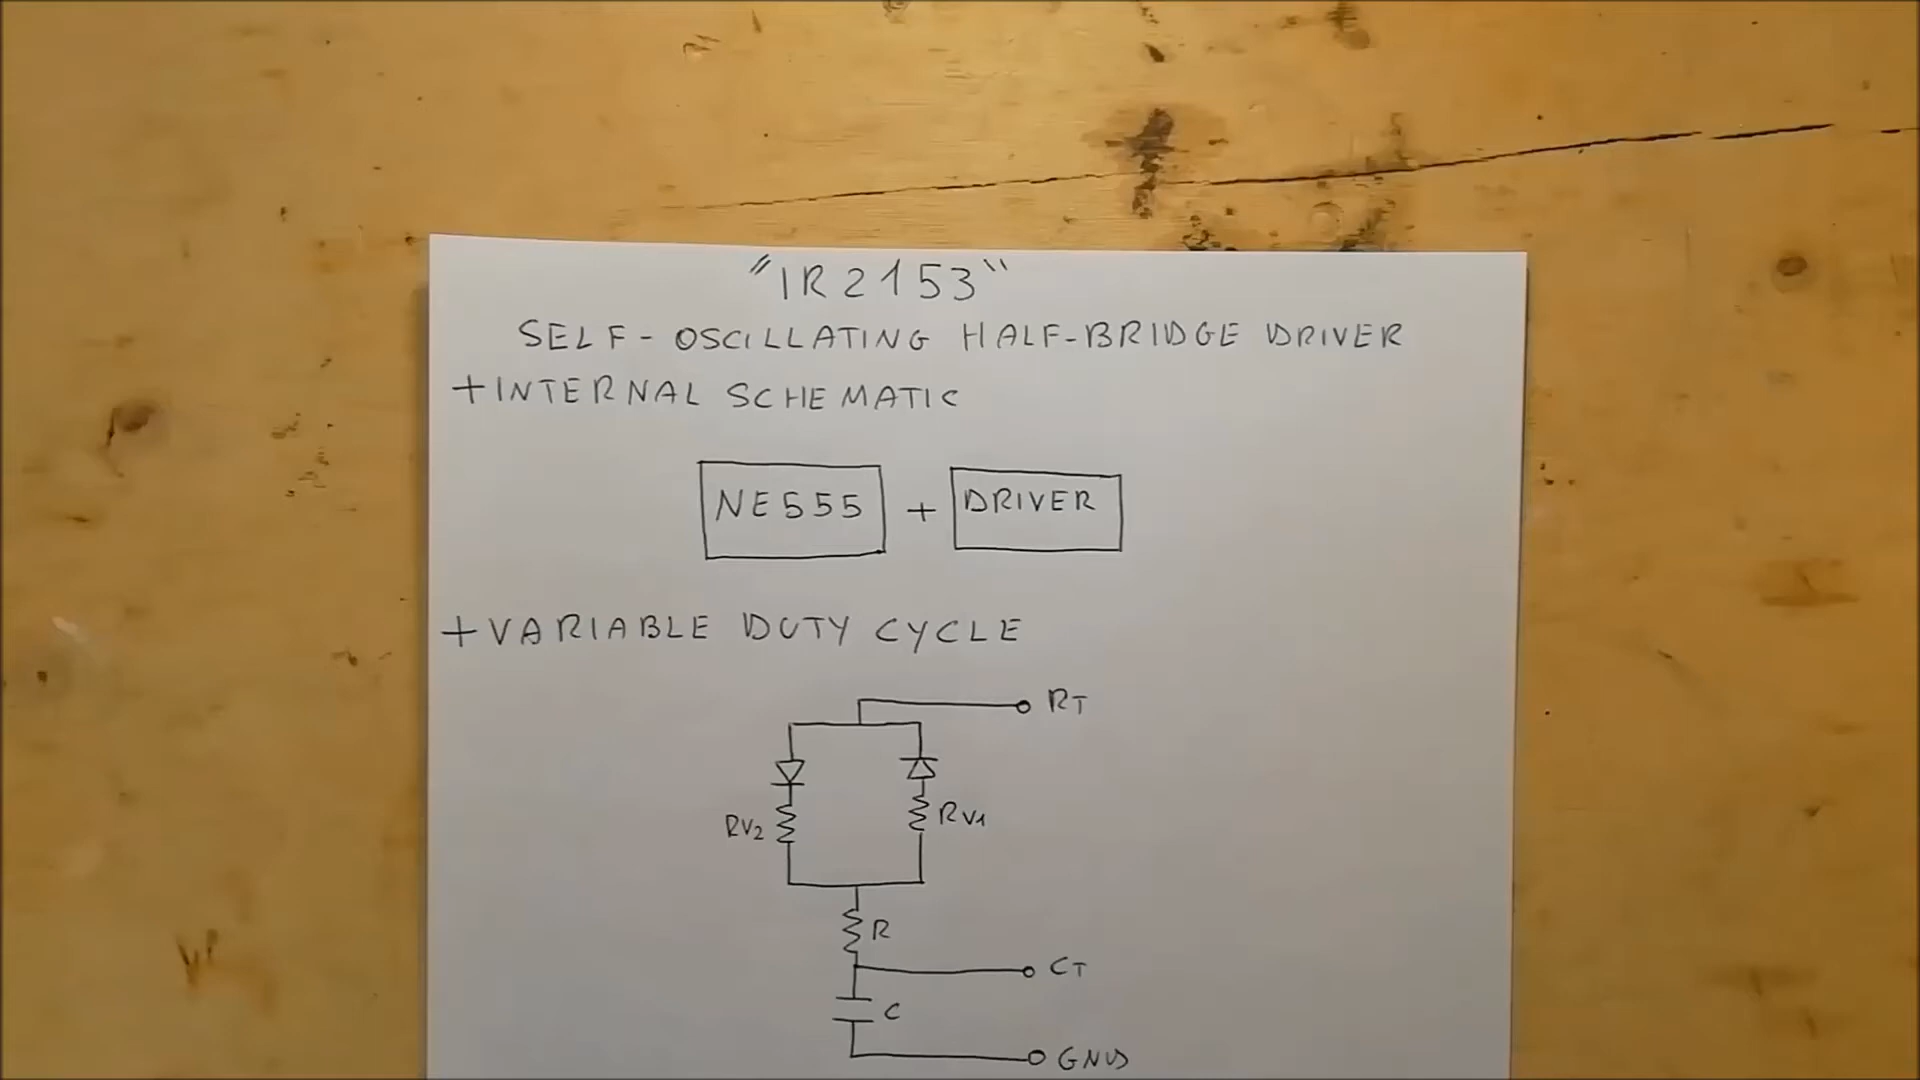 "IR2153"
SELF-OSCILLATING HALF-BRIDGE DRIVER
+INTERNAL SCHEMATIC
NE555 + DRIVER
+VARIABLE DUTY CYCLE
RT
RV2
RV1
R
CT
C
GND